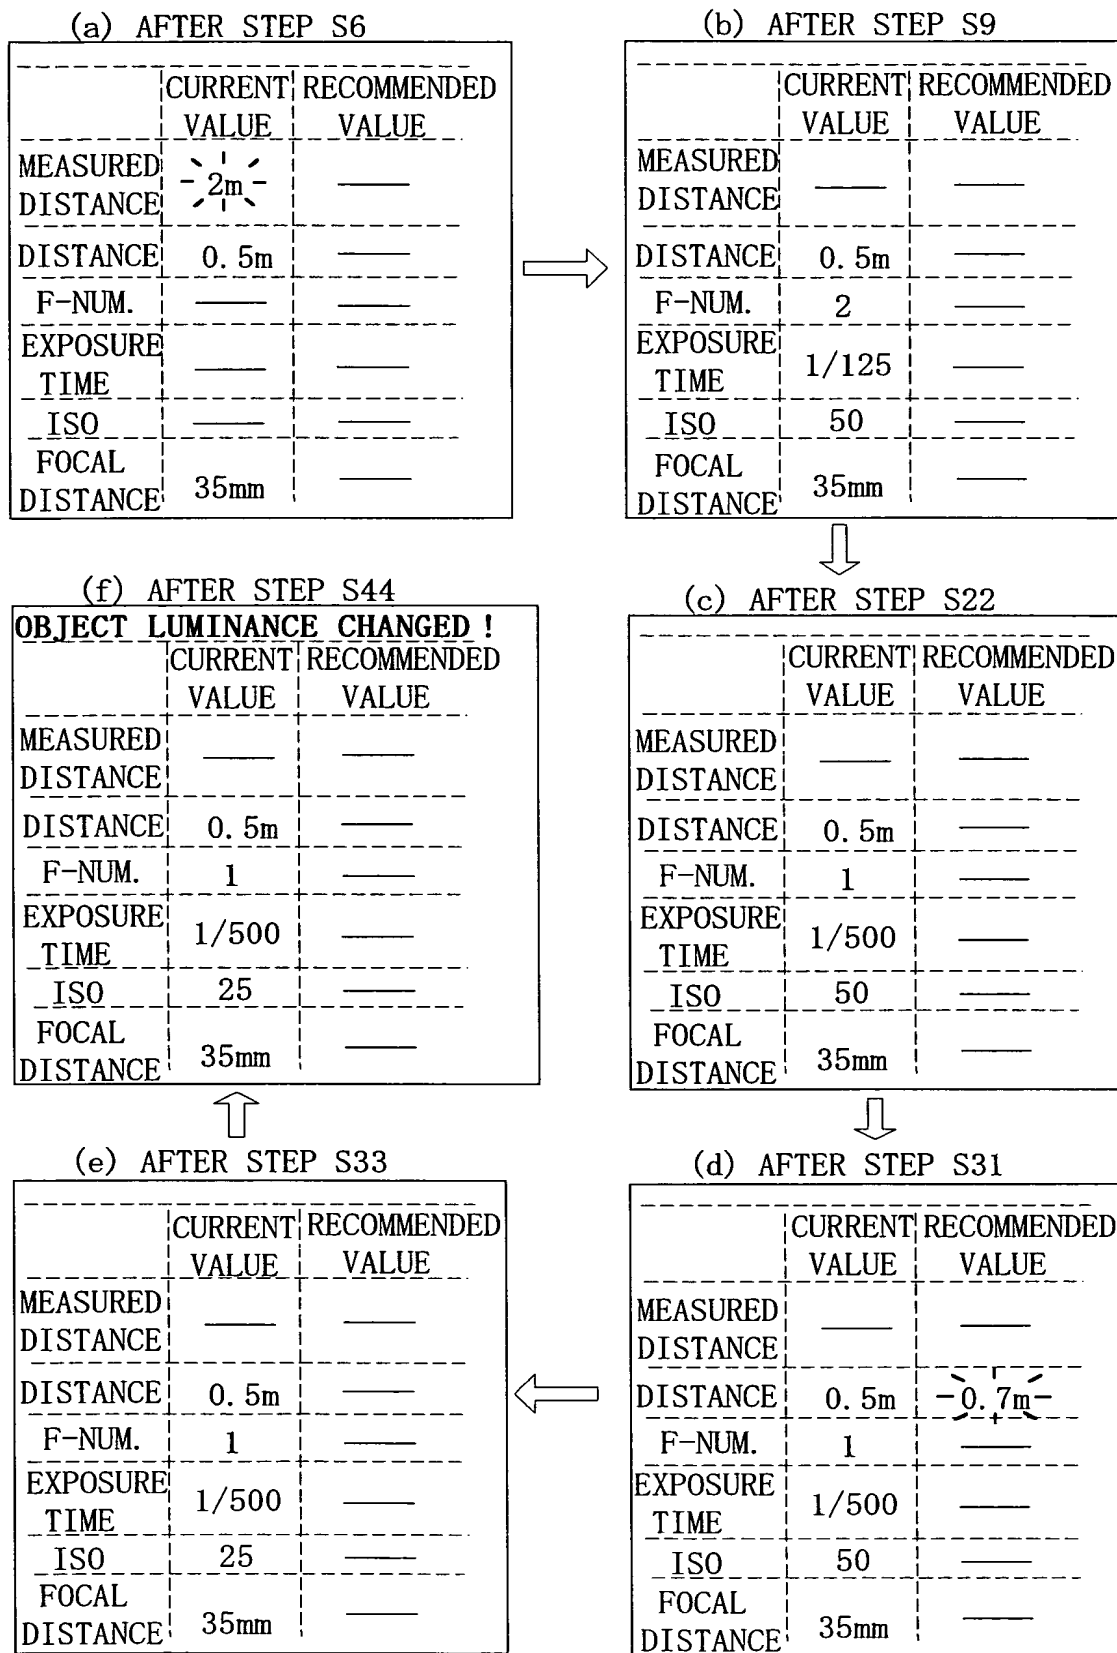 (a) AFTER STEP S6
CURRENT VALUE RECOMMENDED VALUE
MEASURED DISTANCE 2m ——
DISTANCE 0.5m ——
F-NUM. —— ——
EXPOSURE TIME —— ——
ISO —— ——
FOCAL DISTANCE 35mm ——
(b) AFTER STEP S9
CURRENT VALUE RECOMMENDED VALUE
MEASURED DISTANCE —— ——
DISTANCE 0.5m ——
F-NUM. 2 ——
EXPOSURE TIME 1/125 ——
ISO 50 ——
FOCAL DISTANCE 35mm ——
(f) AFTER STEP S44
OBJECT LUMINANCE CHANGED!
CURRENT VALUE RECOMMENDED VALUE
MEASURED DISTANCE —— ——
DISTANCE 0.5m ——
F-NUM. 1 ——
EXPOSURE TIME 1/500 ——
ISO 25 ——
FOCAL DISTANCE 35mm ——
(c) AFTER STEP S22
CURRENT VALUE RECOMMENDED VALUE
MEASURED DISTANCE —— ——
DISTANCE 0.5m ——
F-NUM. 1 ——
EXPOSURE TIME 1/500 ——
ISO 50 ——
FOCAL DISTANCE 35mm ——
(e) AFTER STEP S33
CURRENT VALUE RECOMMENDED VALUE
MEASURED DISTANCE —— ——
DISTANCE 0.5m ——
F-NUM. 1 ——
EXPOSURE TIME 1/500 ——
ISO 25 ——
FOCAL DISTANCE 35mm ——
(d) AFTER STEP S31
CURRENT VALUE RECOMMENDED VALUE
MEASURED DISTANCE —— ——
DISTANCE 0.5m 0.7m
F-NUM. 1 ——
EXPOSURE TIME 1/500 ——
ISO 50 ——
FOCAL DISTANCE 35mm ——